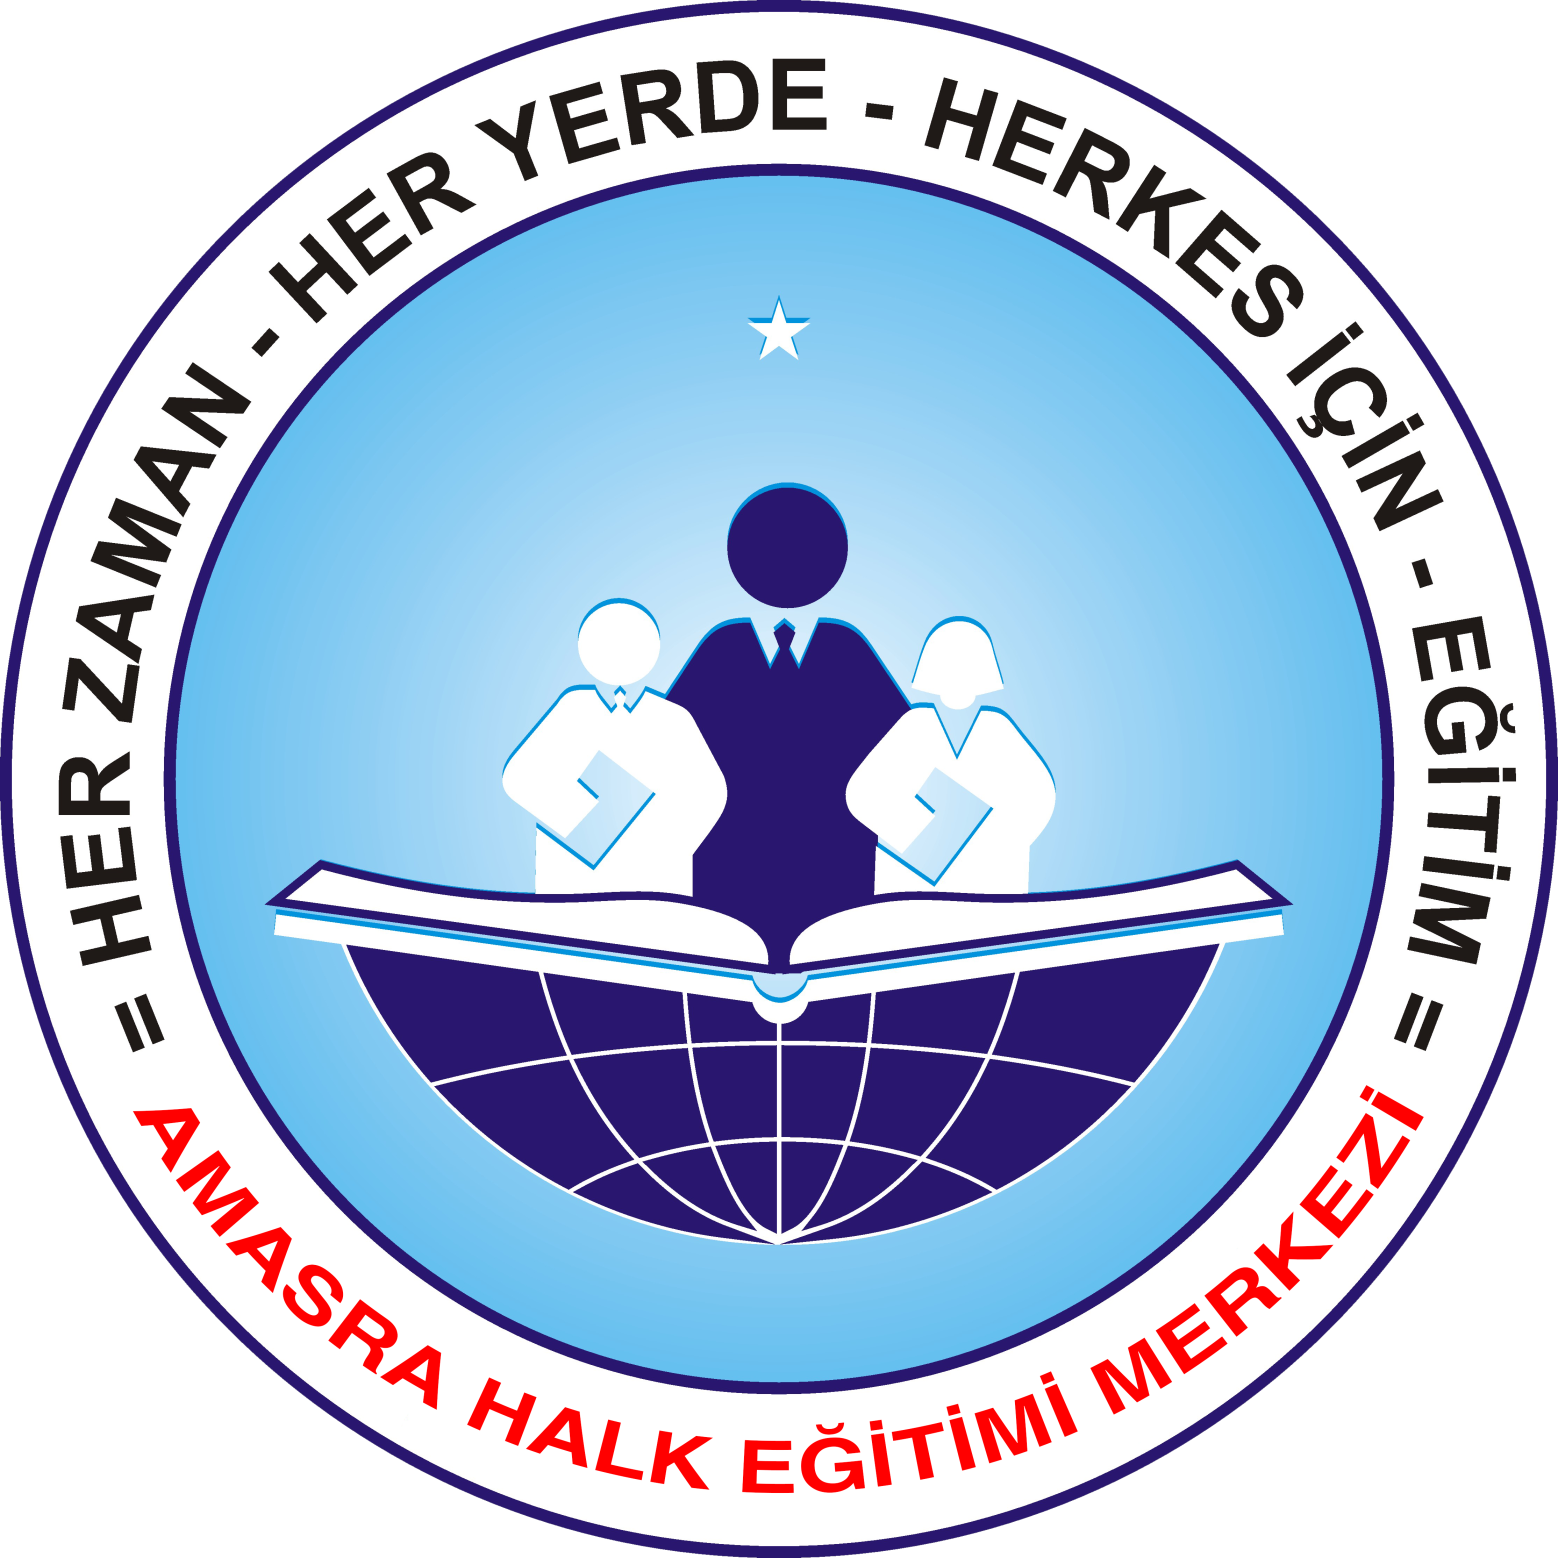 = HER ZAMAN - HER YERDE - HERKES İÇİN - EĞİTİM =
AMASRA HALK EĞİTİMİ MERKEZİ